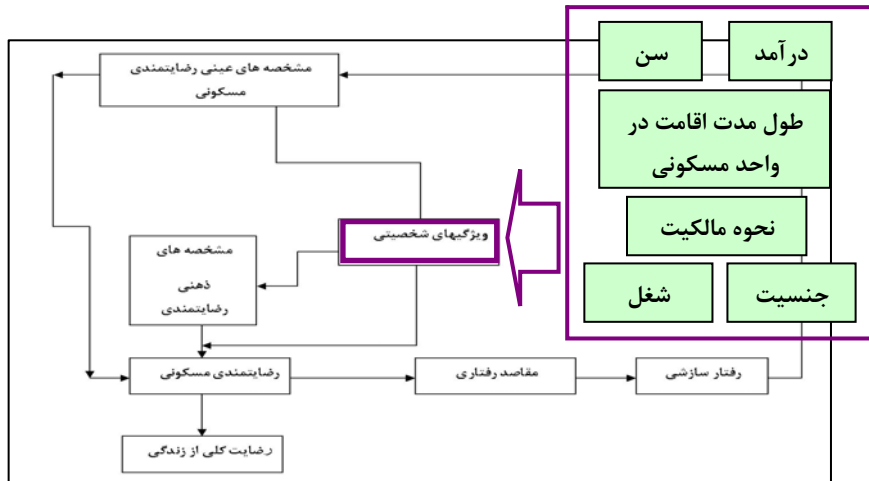 درآمد
سن
طول مدت اقامت در
واحد مسکونی
نحوه مالکیت
جنسیت
شغل
مشخصه های عینی رضایتمندی
مسکونی
ویژگیهای شخصیتی
مشخصه های
ذهنی
رضایتمندی
رضایتمندی مسکونی
مقاصد رفتاری
رفتار سازشی
رضایت کلی از زندگی